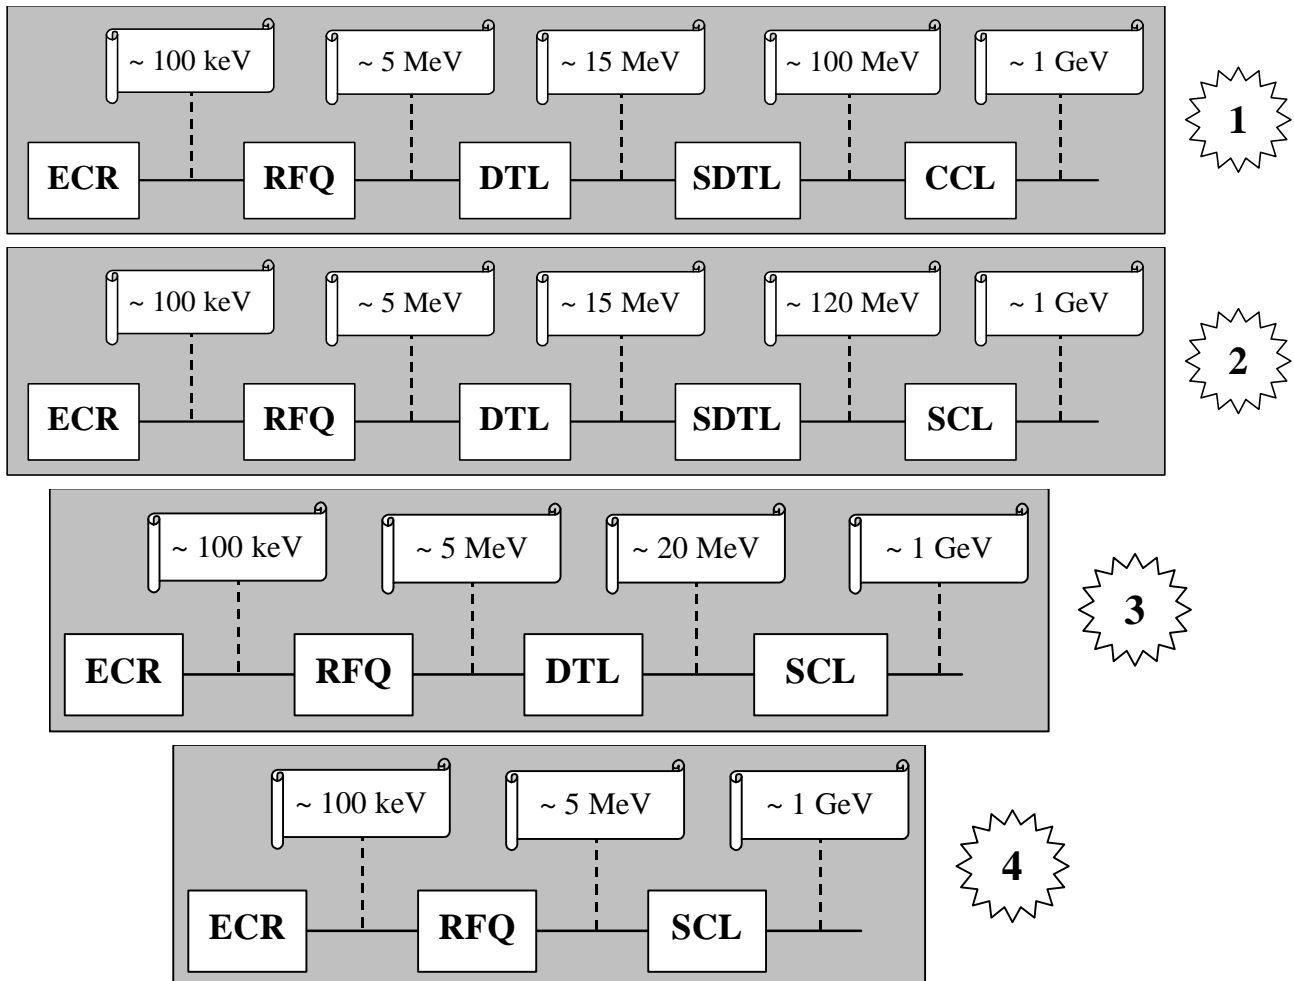 ~ 100 keV ~ 5 MeV ~ 15 MeV ~ 100 MeV ~ 1 GeV
1
ECR RFQ DTL SDTL CCL
~ 100 keV ~ 5 MeV ~ 15 MeV ~ 120 MeV ~ 1 GeV
2
ECR RFQ DTL SDTL SCL
~ 100 keV ~ 5 MeV ~ 20 MeV ~ 1 GeV
3
ECR RFQ DTL SCL
~ 100 keV ~ 5 MeV ~ 1 GeV
4
ECR RFQ SCL